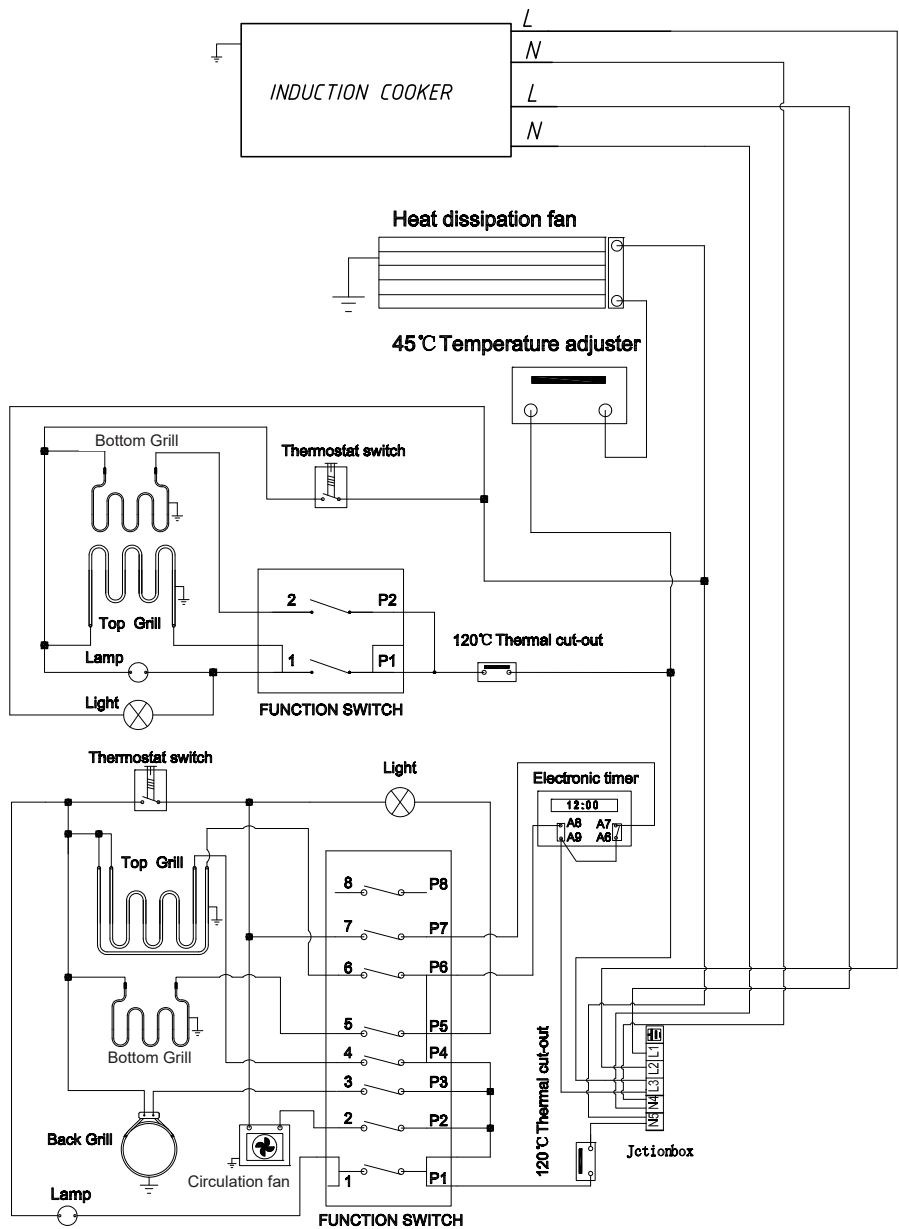 L
N
INDUCTION COOKER
L
N
Heat dissipation fan
45℃ Temperature adjuster
Bottom Grill
Thermostat switch
Top Grill
2 P2
120℃ Thermal cut-out
Lamp
1 P1
Light
FUNCTION SWITCH
Thermostat switch
Light
Electronic timer
12:00
A8 A7
A9 A6
Top Grill
8 P8
7 P7
6 P6
5 P5
Bottom Grill
4 P4
3 P3
2 P2
Back Grill
Circulation fan
1 P1
Lamp
FUNCTION SWITCH
120℃ Thermal cut-out
L1
L2
L3
N4
N5
Jctionbox